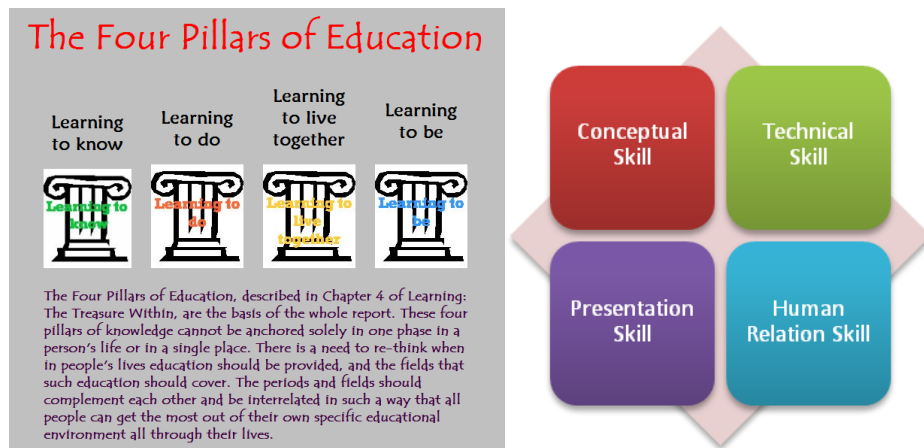 The Four Pillars of Education
Learning
to know
Learning
to do
Learning
to live
together
Learning
to be
Learning to
know
Learning to
do
Learning to
live
together
Learning to
be
The Four Pillars of Education, described in Chapter 4 of Learning:
The Treasure Within, are the basis of the whole report. These four
pillars of knowledge cannot be anchored solely in one phase in a
person's life or in a single place. There is a need to re-think when
in people's lives education should be provided, and the fields that
such education should cover. The periods and fields should
complement each other and be interrelated in such a way that all
people can get the most out of their own specific educational
environment all through their lives.
Conceptual
Skill
Technical
Skill
Presentation
Skill
Human
Relation Skill